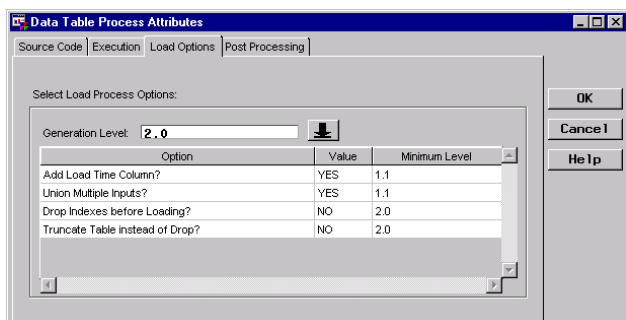 Data Table Process Attributes
Source Code Execution Load Options Post Processing
Select Load Process Options:
OK
Generation Level: 2.0
Cancel
Option Value Minimum Level
Help
Add Load Time Column? YES 1.1
Union Multiple Inputs? YES 1.1
Drop Indexes before Loading? NO 2.0
Truncate Table instead of Drop? NO 2.0